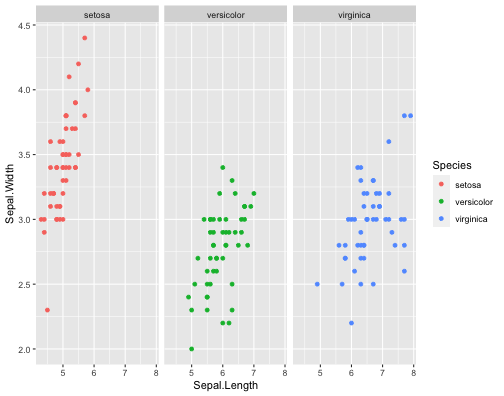 setosa
versicolor
virginica
4.5
4.0
3.5
3.0
2.5
2.0
Sepal.Width
5 6 7 8
5 6 7 8
5 6 7 8
Sepal.Length
Species
setosa
versicolor
virginica